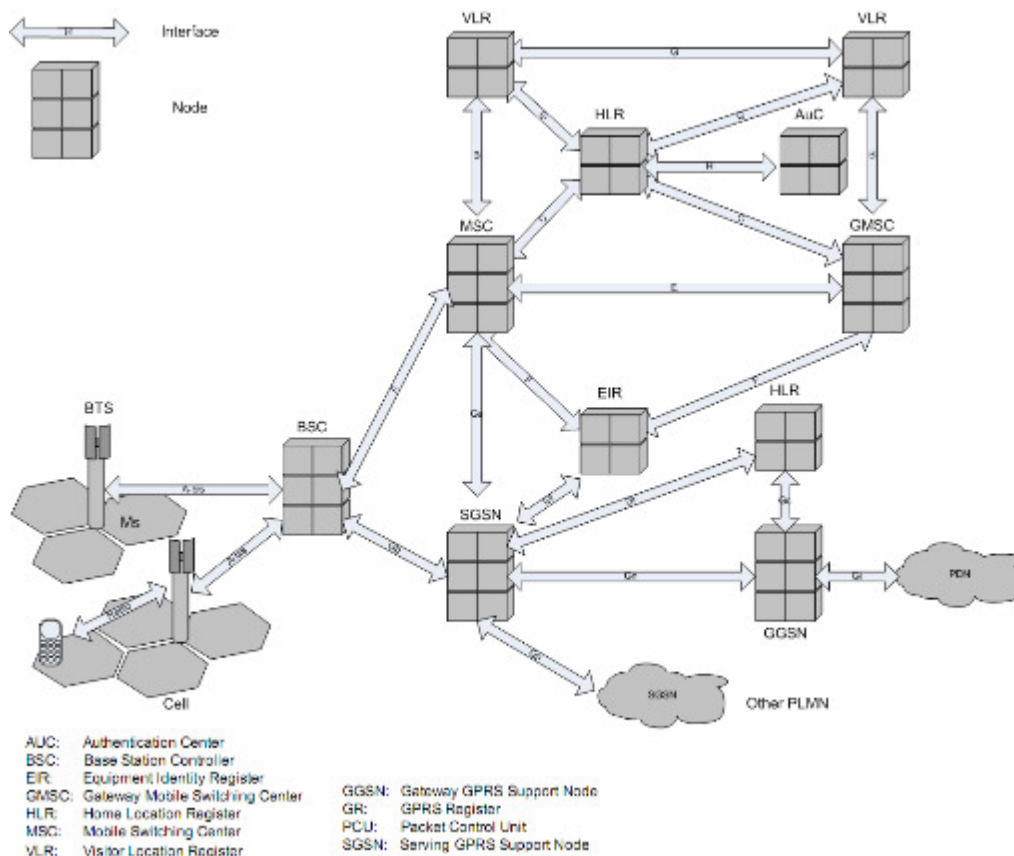 Interface
Node
VLR
VLR
HLR
AuC
MSC
GMSC
E
H
EIR
HLR
BTS
BSC
Gs
Ms
SGSN
Gn
Gi
PDN
GGSN
SGSN
Other PLMN
Cell
AUC: Authentication Center
BSC: Base Station Controller
EIR: Equipment Identity Register
GMSC: Gateway Mobile Switching Center
HLR: Home Location Register
MSC: Mobile Switching Center
VLR: Visitor Location Register
GGSN: Gateway GPRS Support Node
GR: GPRS Register
PCU: Packet Control Unit
SGSN: Serving GPRS Support Node